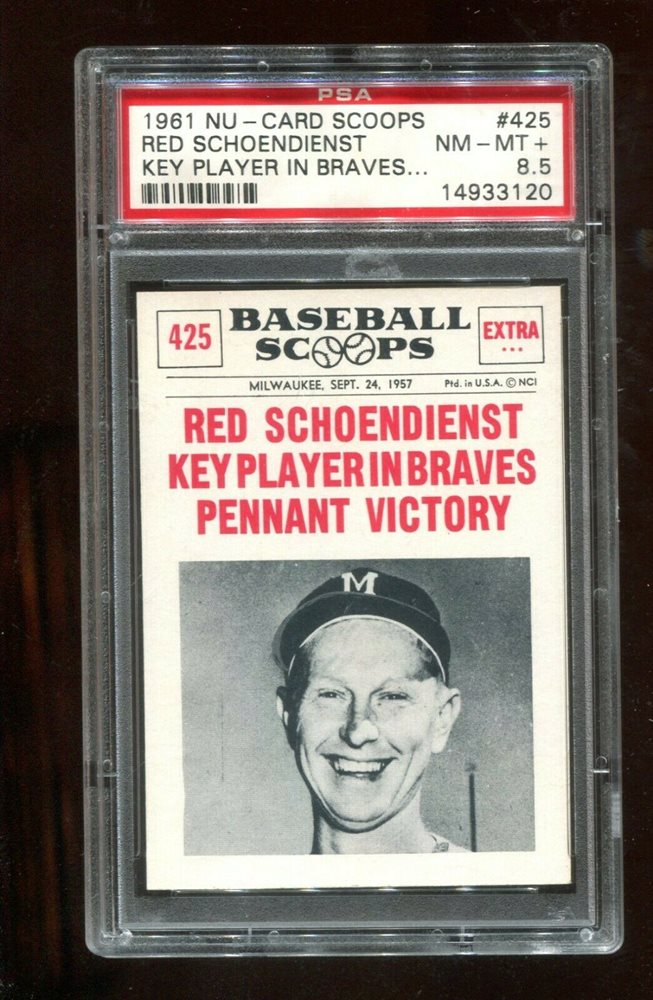 PSA
1961 NU-CARD SCOOPS #425
RED SCHOENDIENST NM-MT+
KEY PLAYER IN BRAVES... 8.5
14933120
425 BASEBALL SCOOPS EXTRA ...
MILWAUKEE, SEPT. 24, 1957 Ptd. in U.S.A. © NCI
RED SCHOENDIENST
KEY PLAYER IN BRAVES
PENNANT VICTORY
M